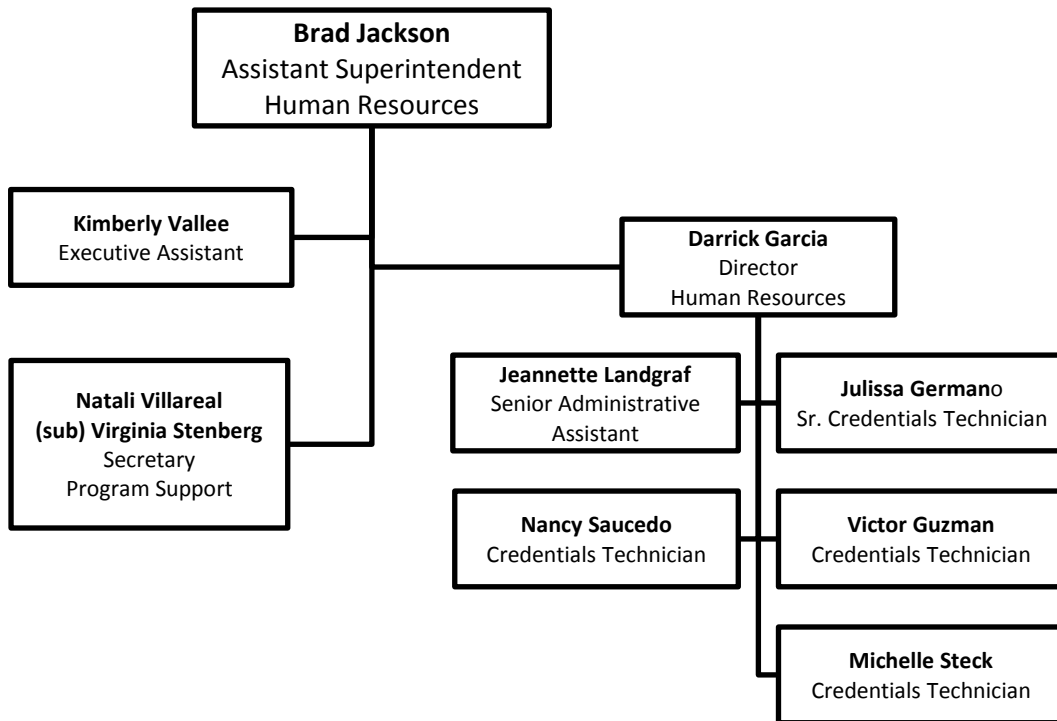 Brad Jackson
Assistant Superintendent
Human Resources
Kimberly Vallee
Executive Assistant
Darrick Garcia
Director
Human Resources
Natali Villareal
(sub) Virginia Stenberg
Secretary
Program Support
Jeannette Landgraf
Senior Administrative
Assistant
Julissa Germano
Sr. Credentials Technician
Nancy Saucedo
Credentials Technician
Victor Guzman
Credentials Technician
Michelle Steck
Credentials Technician